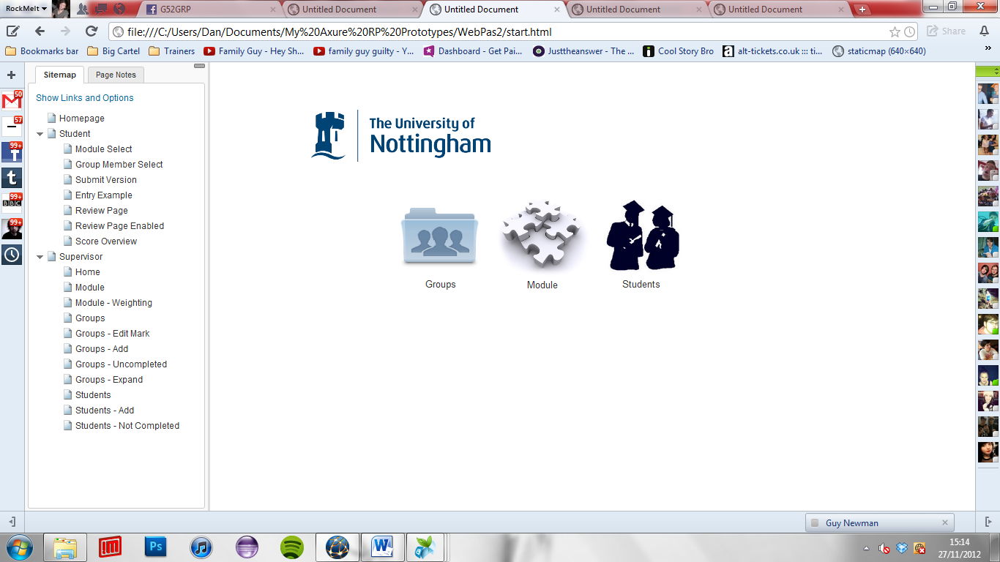 RockMelt
G52GRP
Untitled Document
Untitled Document
Untitled Document
Untitled Document
file:///C:/Users/Dan/Documents/My%20Axure%20RP%20Prototypes/WebPas2/start.html
Share
Bookmarks bar
Big Cartel
Trainers
Family Guy - Hey Sh...
family guy guilty - Y...
Dashboard - Get Pai...
Justtheanswer - The ...
Cool Story Bro
alt-tickets.co.uk ::: ti...
staticmap (640×640)
»
Sitemap
Page Notes
50
57
99+
99+
BBC
99+
Show Links and Options
Homepage
Student
Module Select
Group Member Select
Submit Version
Entry Example
Review Page
Review Page Enabled
Score Overview
Supervisor
Home
Module
Module - Weighting
Groups
Groups - Edit Mark
Groups - Add
Groups - Uncompleted
Groups - Expand
Students
Students - Add
Students - Not Completed
The University of
Nottingham
Groups
Module
Students
Guy Newman
Ps
15:14
27/11/2012